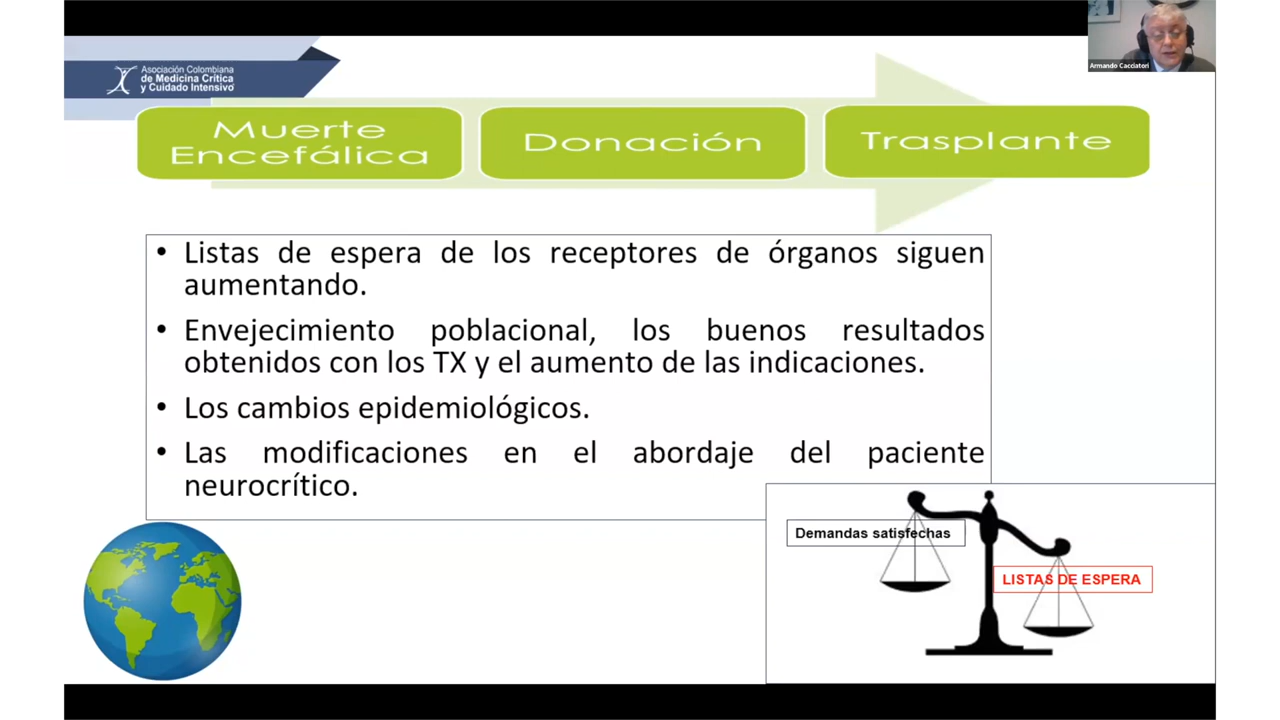 Asociación Colombiana
de Medicina Crítica
y Cuidado Intensivo
Armando Cacciatori
Muerte
Encefálica
Donación
Trasplante
• Listas de espera de los receptores de órganos siguen
aumentando.
• Envejecimiento poblacional, los buenos resultados
obtenidos con los TX y el aumento de las indicaciones.
• Los cambios epidemiológicos.
• Las modificaciones en el abordaje del paciente
neurocrítico.
Demandas satisfechas
LISTAS DE ESPERA